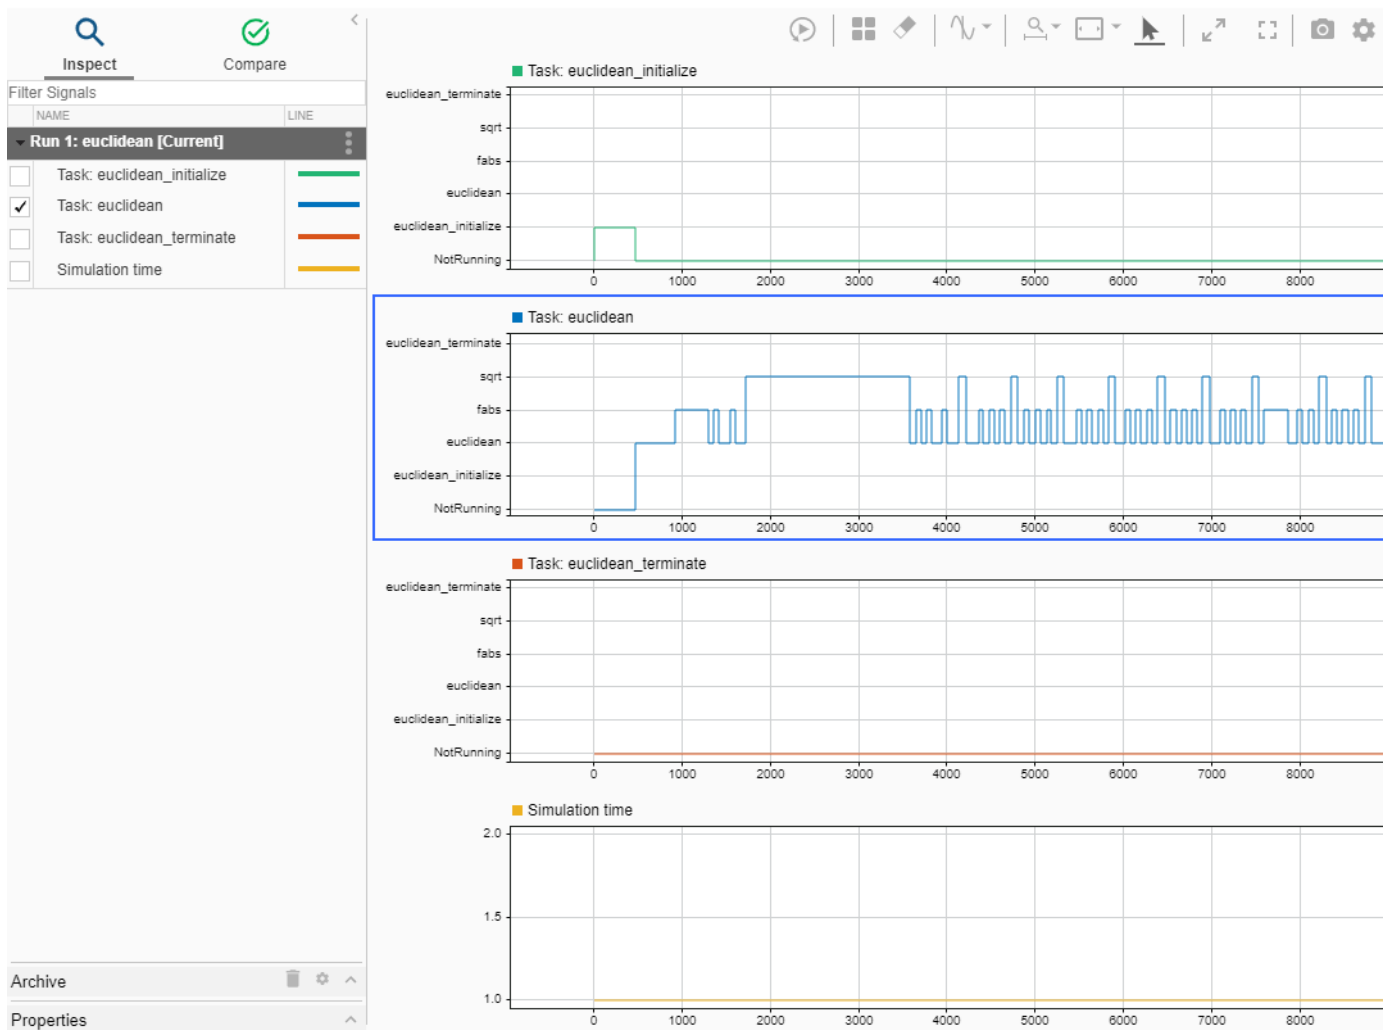 Inspect
Compare
Filter Signals
NAME LINE
Run 1: euclidean [Current]
Task: euclidean_initialize
Task: euclidean
Task: euclidean_terminate
Simulation time
Archive
Properties
Task: euclidean_initialize
euclidean_terminate
sqrt
fabs
euclidean
euclidean_initialize
NotRunning
0 1000 2000 3000 4000 5000 6000 7000 8000
Task: euclidean
euclidean_terminate
sqrt
fabs
euclidean
euclidean_initialize
NotRunning
0 1000 2000 3000 4000 5000 6000 7000 8000
Task: euclidean_terminate
euclidean_terminate
sqrt
fabs
euclidean
euclidean_initialize
NotRunning
0 1000 2000 3000 4000 5000 6000 7000 8000
Simulation time
2.0
1.5
1.0
0 1000 2000 3000 4000 5000 6000 7000 8000